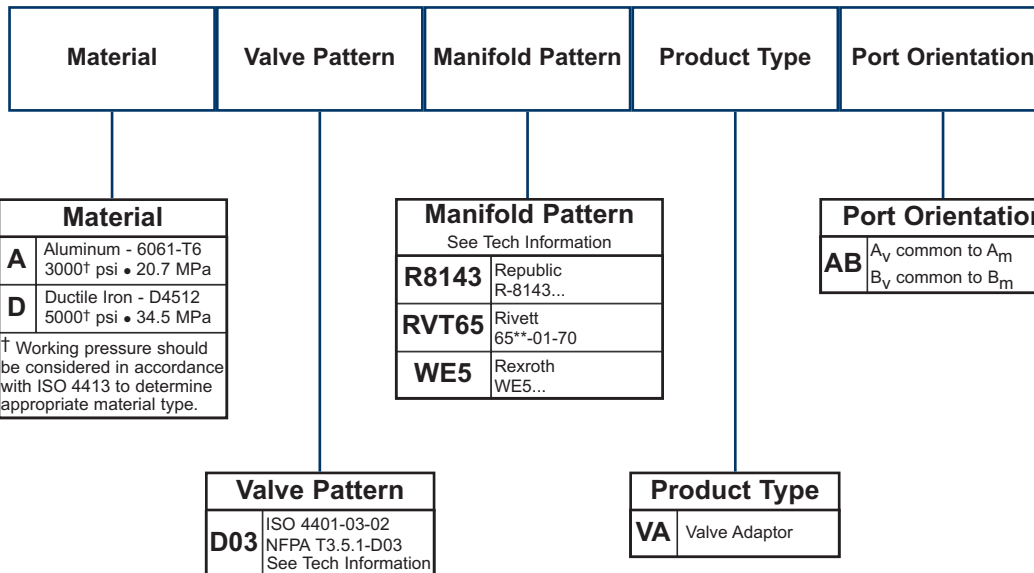 Material
Valve Pattern
Manifold Pattern
Product Type
Port Orientation
Material
A
Aluminum - 6061-T6
3000† psi • 20.7 MPa
D
Ductile Iron - D4512
5000† psi • 34.5 MPa
† Working pressure should
be considered in accordance
with ISO 4413 to determine
appropriate material type.
Manifold Pattern
See Tech Information
R8143
Republic
R-8143...
RVT65
Rivett
65**-01-70
WE5
Rexroth
WE5...
Port Orientation
AB
Av common to Am
Bv common to Bm
Valve Pattern
D03
ISO 4401-03-02
NFPA T3.5.1-D03
See Tech Information
Product Type
VA
Valve Adaptor